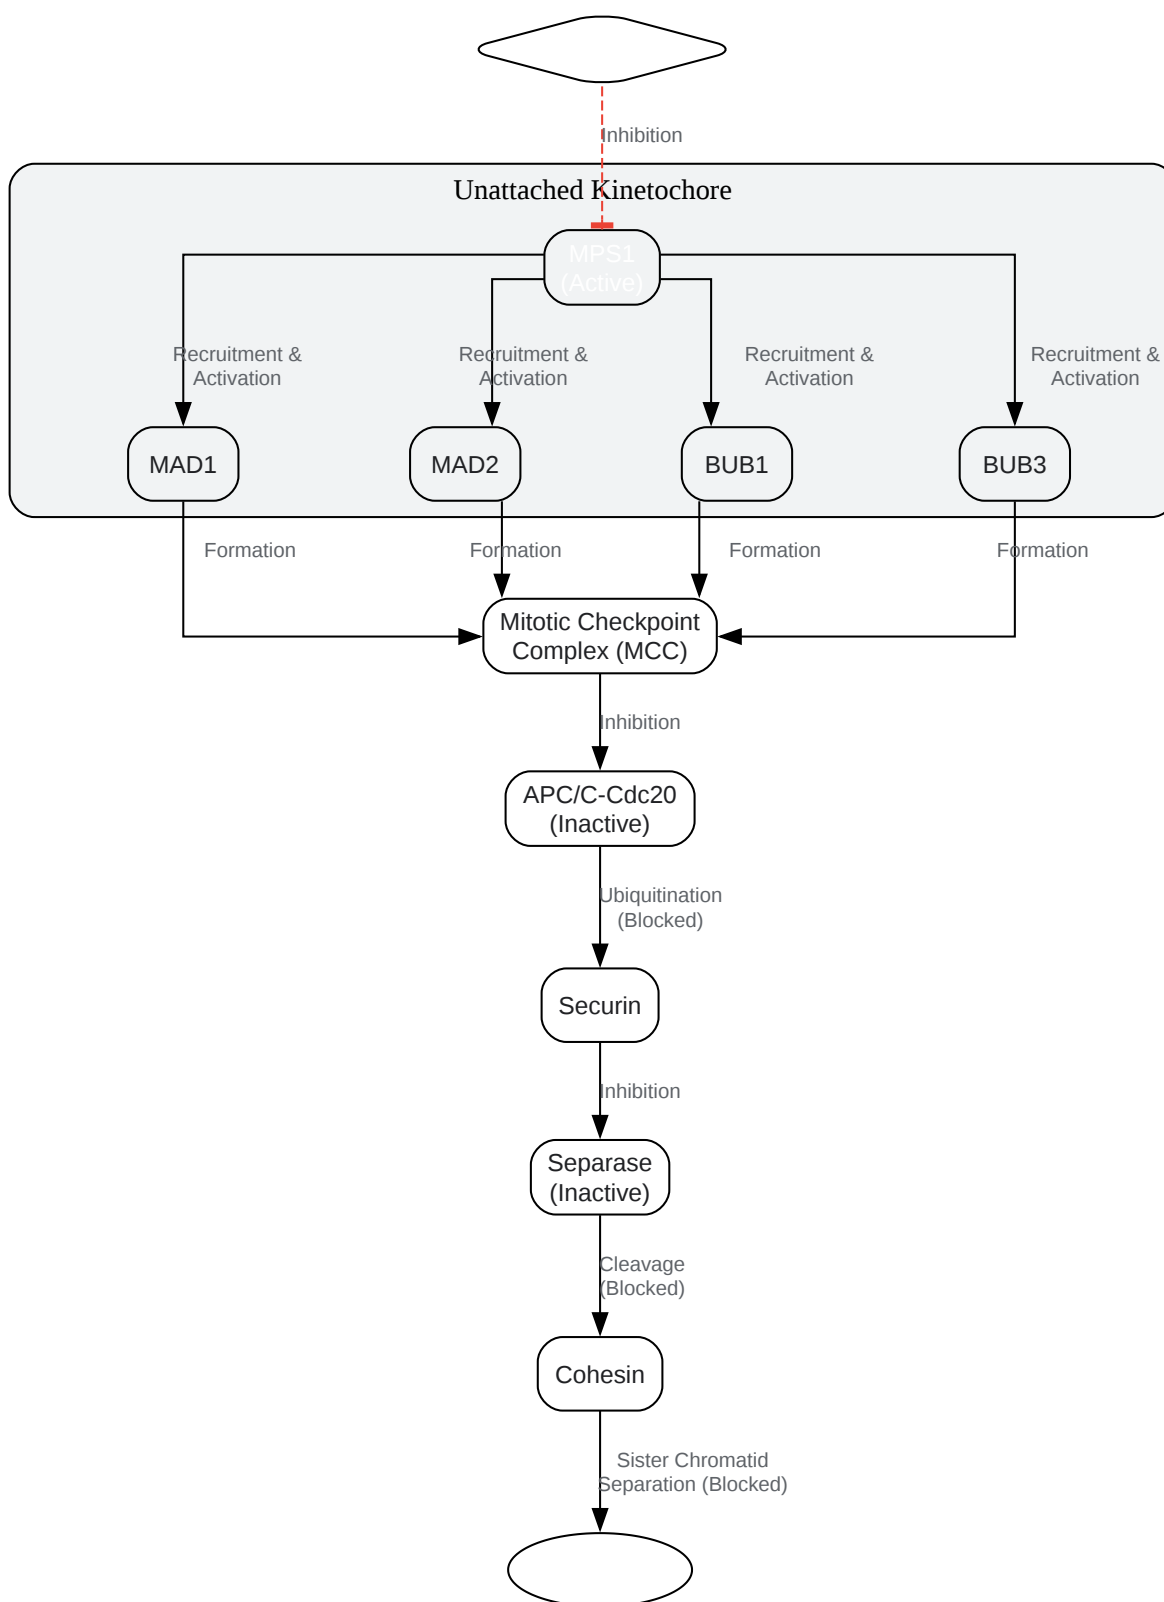 Inhibition
Unattached Kinetochore
MPS1
(Active)
Recruitment &
Activation
Recruitment &
Activation
Recruitment &
Activation
Recruitment &
Activation
MAD1
MAD2
BUB1
BUB3
Formation
Formation
Formation
Formation
Mitotic Checkpoint
Complex (MCC)
Inhibition
APC/C-Cdc20
(Inactive)
Ubiquitination
(Blocked)
Securin
Inhibition
Separase
(Inactive)
Cleavage
(Blocked)
Cohesin
Sister Chromatid
Separation (Blocked)